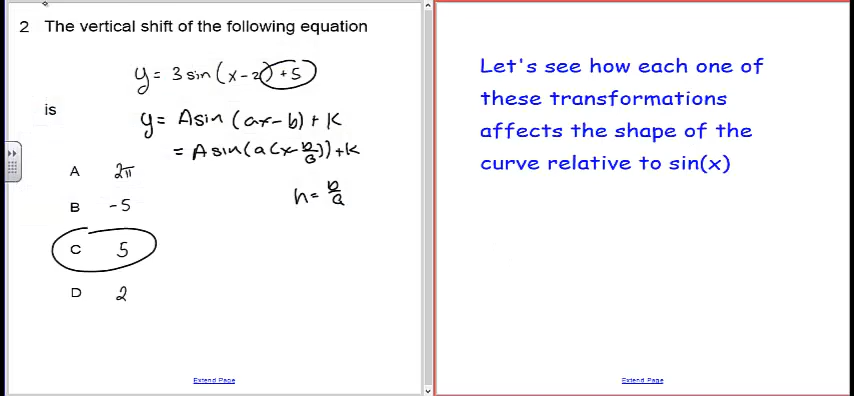 2 The vertical shift of the following equation
y = 3 sin(x - 2) + 5
is
y = A sin (ax - b) + K
= A sin(a(x - b/a)) + K
h = b/a
A 2π
B -5
C 5
D 2
Extend Page
Let's see how each one of
these transformations
affects the shape of the
curve relative to sin(x)
Extend Page